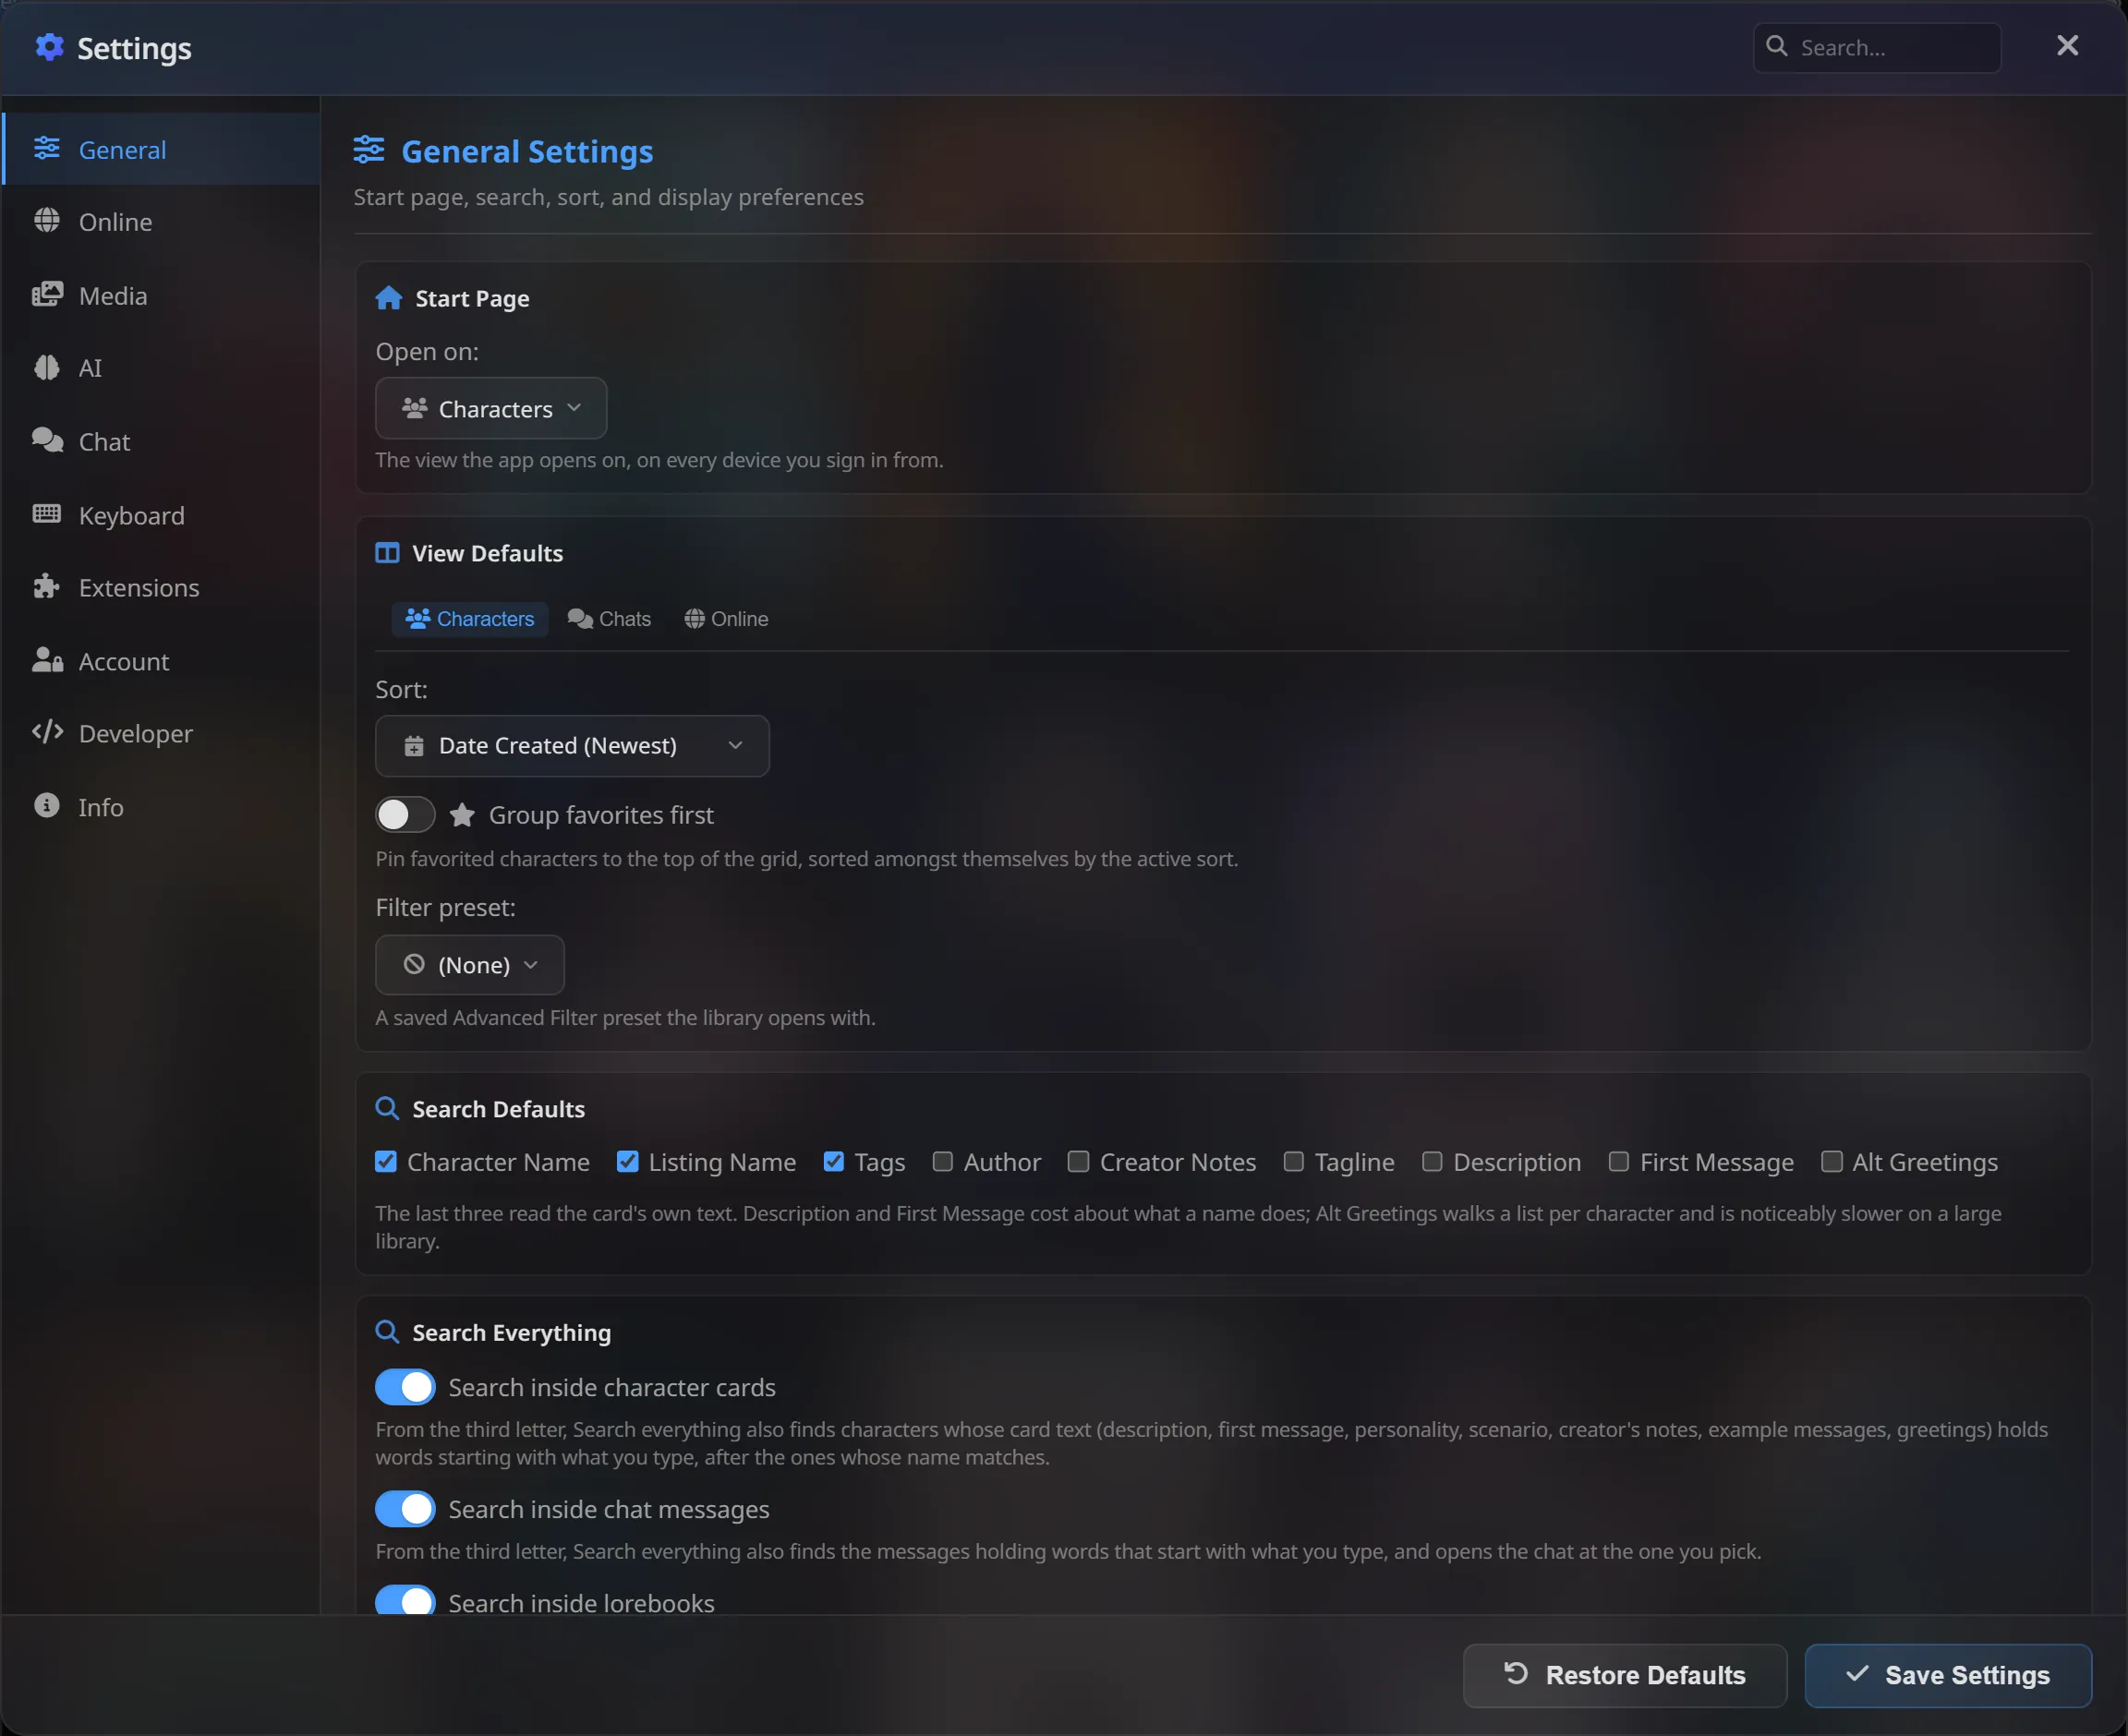 Settings
Search...
General
Online
Media
AI
Chat
Keyboard
Extensions
Account
Developer
Info
General Settings
Start page, search, sort, and display preferences
Start Page
Open on:
Characters
The view the app opens on, on every device you sign in from.
View Defaults
Characters Chats Online
Sort:
Date Created (Newest)
Group favorites first
Pin favorited characters to the top of the grid, sorted amongst themselves by the active sort.
Filter preset:
(None)
A saved Advanced Filter preset the library opens with.
Search Defaults
Character Name Listing Name Tags Author Creator Notes Tagline Description First Message Alt Greetings
The last three read the card's own text. Description and First Message cost about what a name does; Alt Greetings walks a list per character and is noticeably slower on a large
library.
Search Everything
Search inside character cards
From the third letter, Search everything also finds characters whose card text (description, first message, personality, scenario, creator's notes, example messages, greetings) holds
words starting with what you type, after the ones whose name matches.
Search inside chat messages
From the third letter, Search everything also finds the messages holding words that start with what you type, and opens the chat at the one you pick.
Search inside lorebooks
Restore Defaults
Save Settings